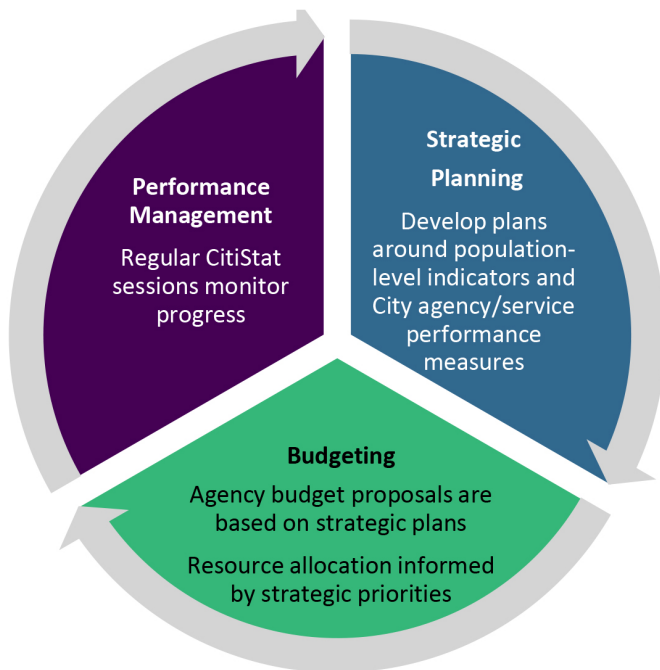 Performance
Management
Regular CitiStat
sessions monitor
progress
Strategic
Planning
Develop plans
around population-
level indicators and
City agency/service
performance
measures
Budgeting
Agency budget proposals are
based on strategic plans
Resource allocation informed
by strategic priorities